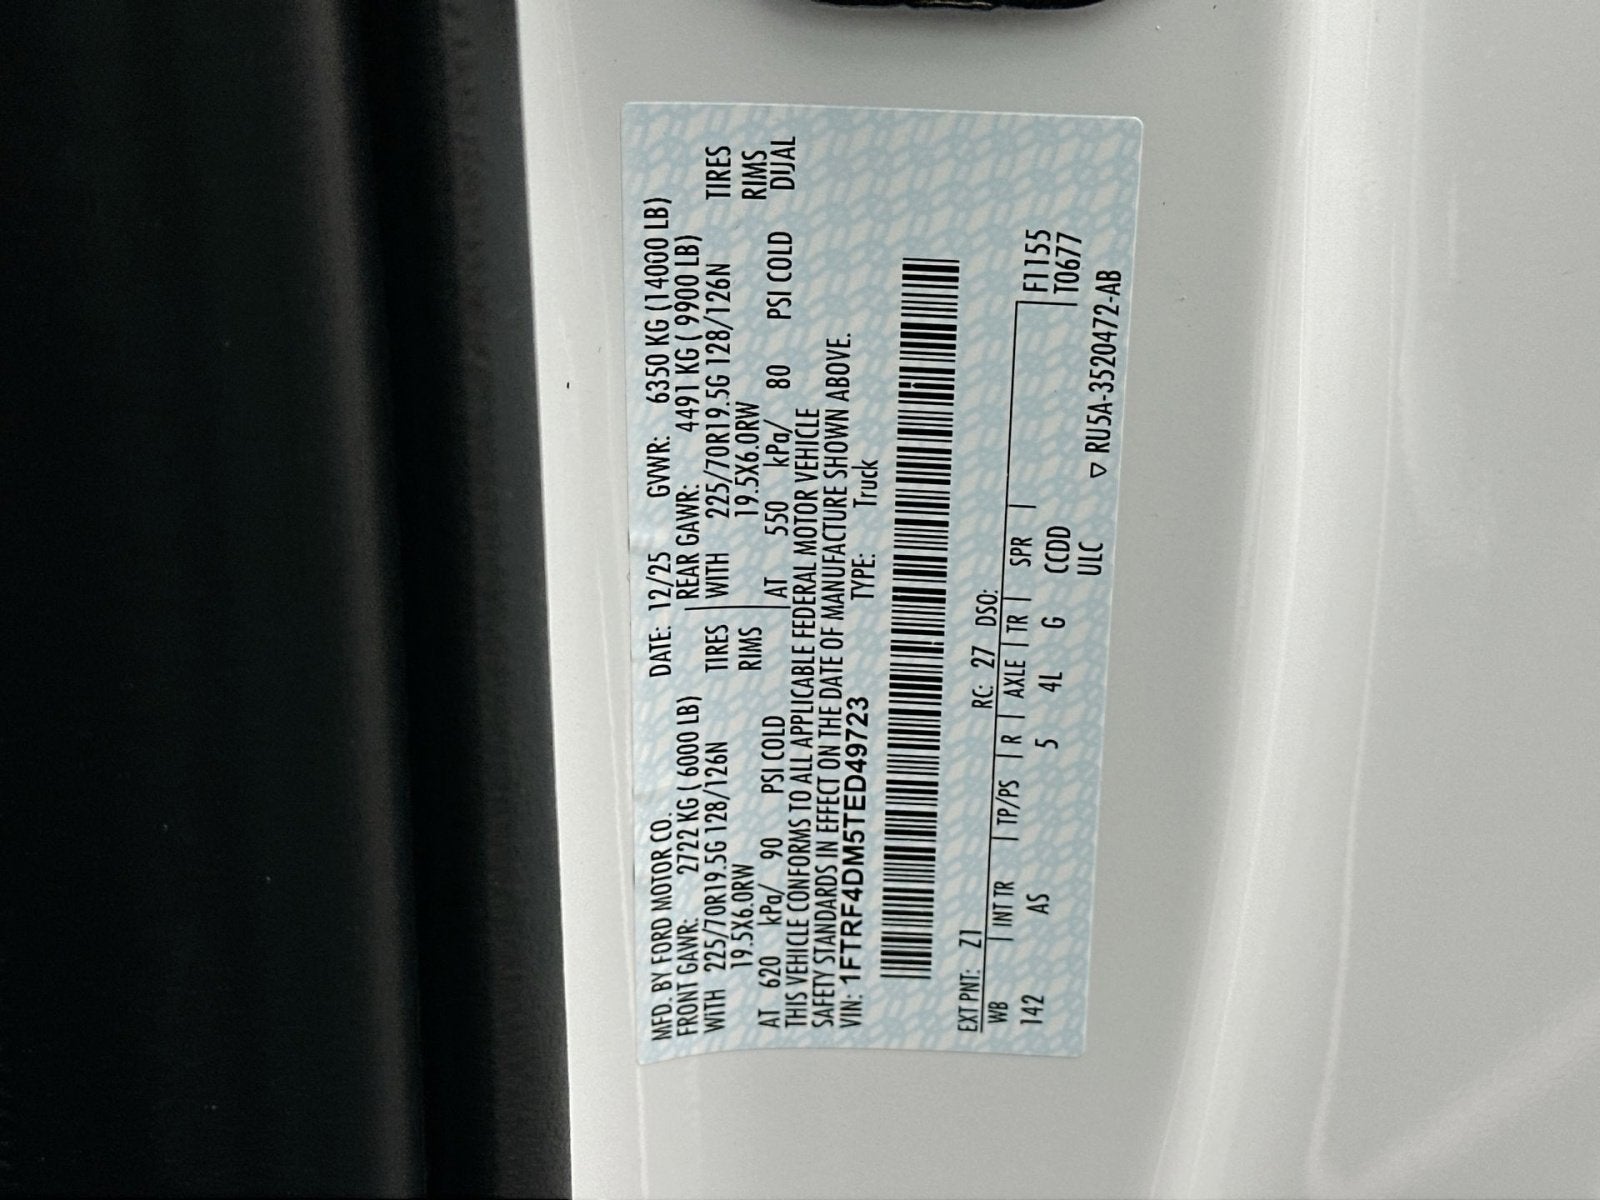 MFD. BY FORD MOTOR CO. DATE: 12/25 GVWR: 6350 KG (14000 LB)
FRONT GAWR: 2722 KG ( 6000 LB) REAR GAWR: 4491 KG ( 9900 LB)
WITH 225/70R19.5G 128/126N TIRES WITH 225/70R19.5G 128/126N TIRES
19.5X6.0RW RIMS 19.5X6.0RW RIMS
AT 620 kPa/ 90 PSI COLD AT 550 kPa/ 80 PSI COLD DUAL
THIS VEHICLE CONFORMS TO ALL APPLICABLE FEDERAL MOTOR VEHICLE
SAFETY STANDARDS IN EFFECT ON THE DATE OF MANUFACTURE SHOWN ABOVE.
VIN: 1FTRF4DM5TED49723 TYPE: Truck
EXT PNT: Z1 RC: 27 DSO:
WB INT TR TP/PS R AXLE TR SPR F1155
142 AS 5 4L G CCDD T0677
ULC ▽ RU5A-3520472-AB